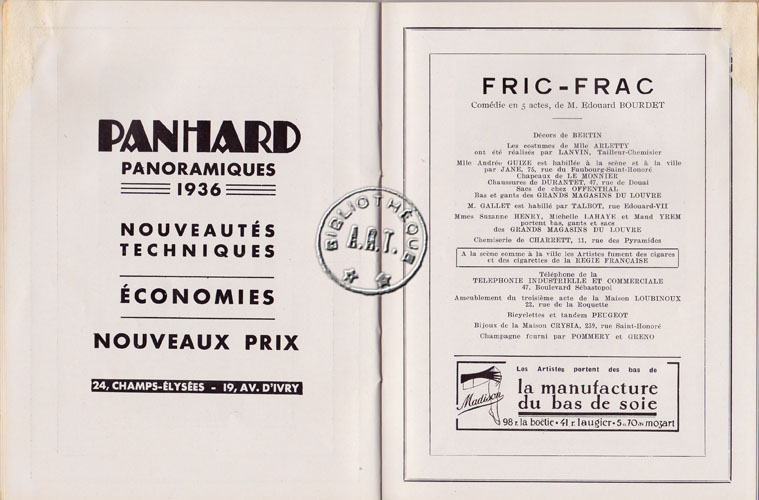 PANHARD
PANORAMIQUES
1936
NOUVEAUTÉS
TECHNIQUES
ÉCONOMIES
NOUVEAUX PRIX
24, CHAMPS-ÉLYSÉES - 19, AV. D'IVRY
BIBLIOTHÈQUE
A.R.T.
FRIC-FRAC
Comédie en 5 actes, de M. Edouard BOURDET
Décors de BERTIN
Les costumes de Mlle ARLETTY
ont été réalisés par LANVIN, Tailleur-Chemisier
Mlle Andrée GUIZE est habillée à la scène et à la ville
par JANE, 75, rue du Faubourg-Saint-Honoré
Chapeaux de LE MONNIER
Chaussures de DURANTET, 47, rue de Douai
Sacs de chez OFFENTHAL
Bas et gants des GRANDS MAGASINS DU LOUVRE
M. GALLET est habillé par TALBOT, rue Edouard-VII
Mmes Suzanne HENRY, Michelle LAHAYE et Maud YREM
portent bas, gants et sacs
des GRANDS MAGASINS DU LOUVRE
Chemiserie de CHARRETT, 11, rue des Pyramides
A la scène comme à la ville les Artistes fument des cigares
et des cigarettes de la REGIE FRANÇAISE
Téléphone de la
TELEPHONIE INDUSTRIELLE ET COMMERCIALE
47, Boulevard Sébastopol
Ameublement du troisième acte de la Maison LOUBINOUX
22, rue de la Roquette
Bicyclettes et tandem PEUGEOT
Bijoux de la Maison CRYSIA, 259, rue Saint-Honoré
Champagne fourni par POMMERY et GRENO
Les Artistes portent des bas de
Madison
la manufacture
du bas de soie
98 r. la boëtie • 41 r. laugier • 5 av 70 du mozart